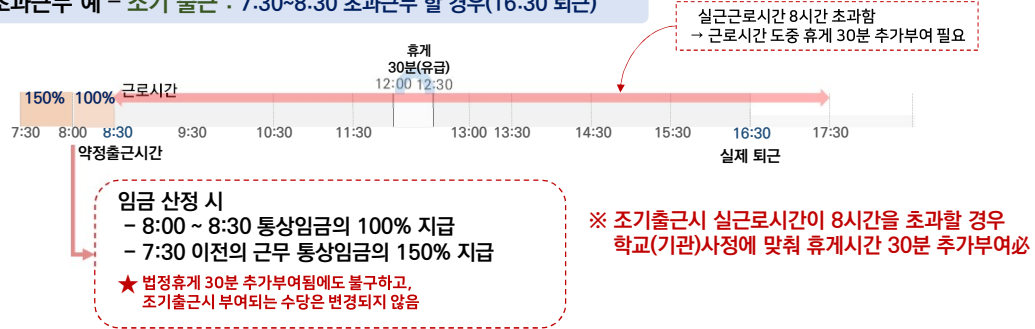 초과근무 예 - 조기 출근 : 7:30~8:30 초과근무 할 경우(16:30 퇴근)
실근근로시간 8시간 초과함
→ 근로시간 도중 휴게 30분 추가부여 필요
휴게
30분(유급)
12:00 12:30
150% 100% 근로시간
7:30 8:00 8:30 9:30 10:30 11:30 13:00 13:30 14:30 15:30 16:30 17:30
약정출근시간
실제 퇴근
임금 산정 시
- 8:00 ~ 8:30 통상임금의 100% 지급
- 7:30 이전의 근무 통상임금의 150% 지급
★ 법정휴게 30분 추가부여됨에도 불구하고,
조기출근시 부여되는 수당은 변경되지 않음
※ 조기출근시 실근로시간이 8시간을 초과할 경우
학교(기관)사정에 맞춰 휴게시간 30분 추가부여必